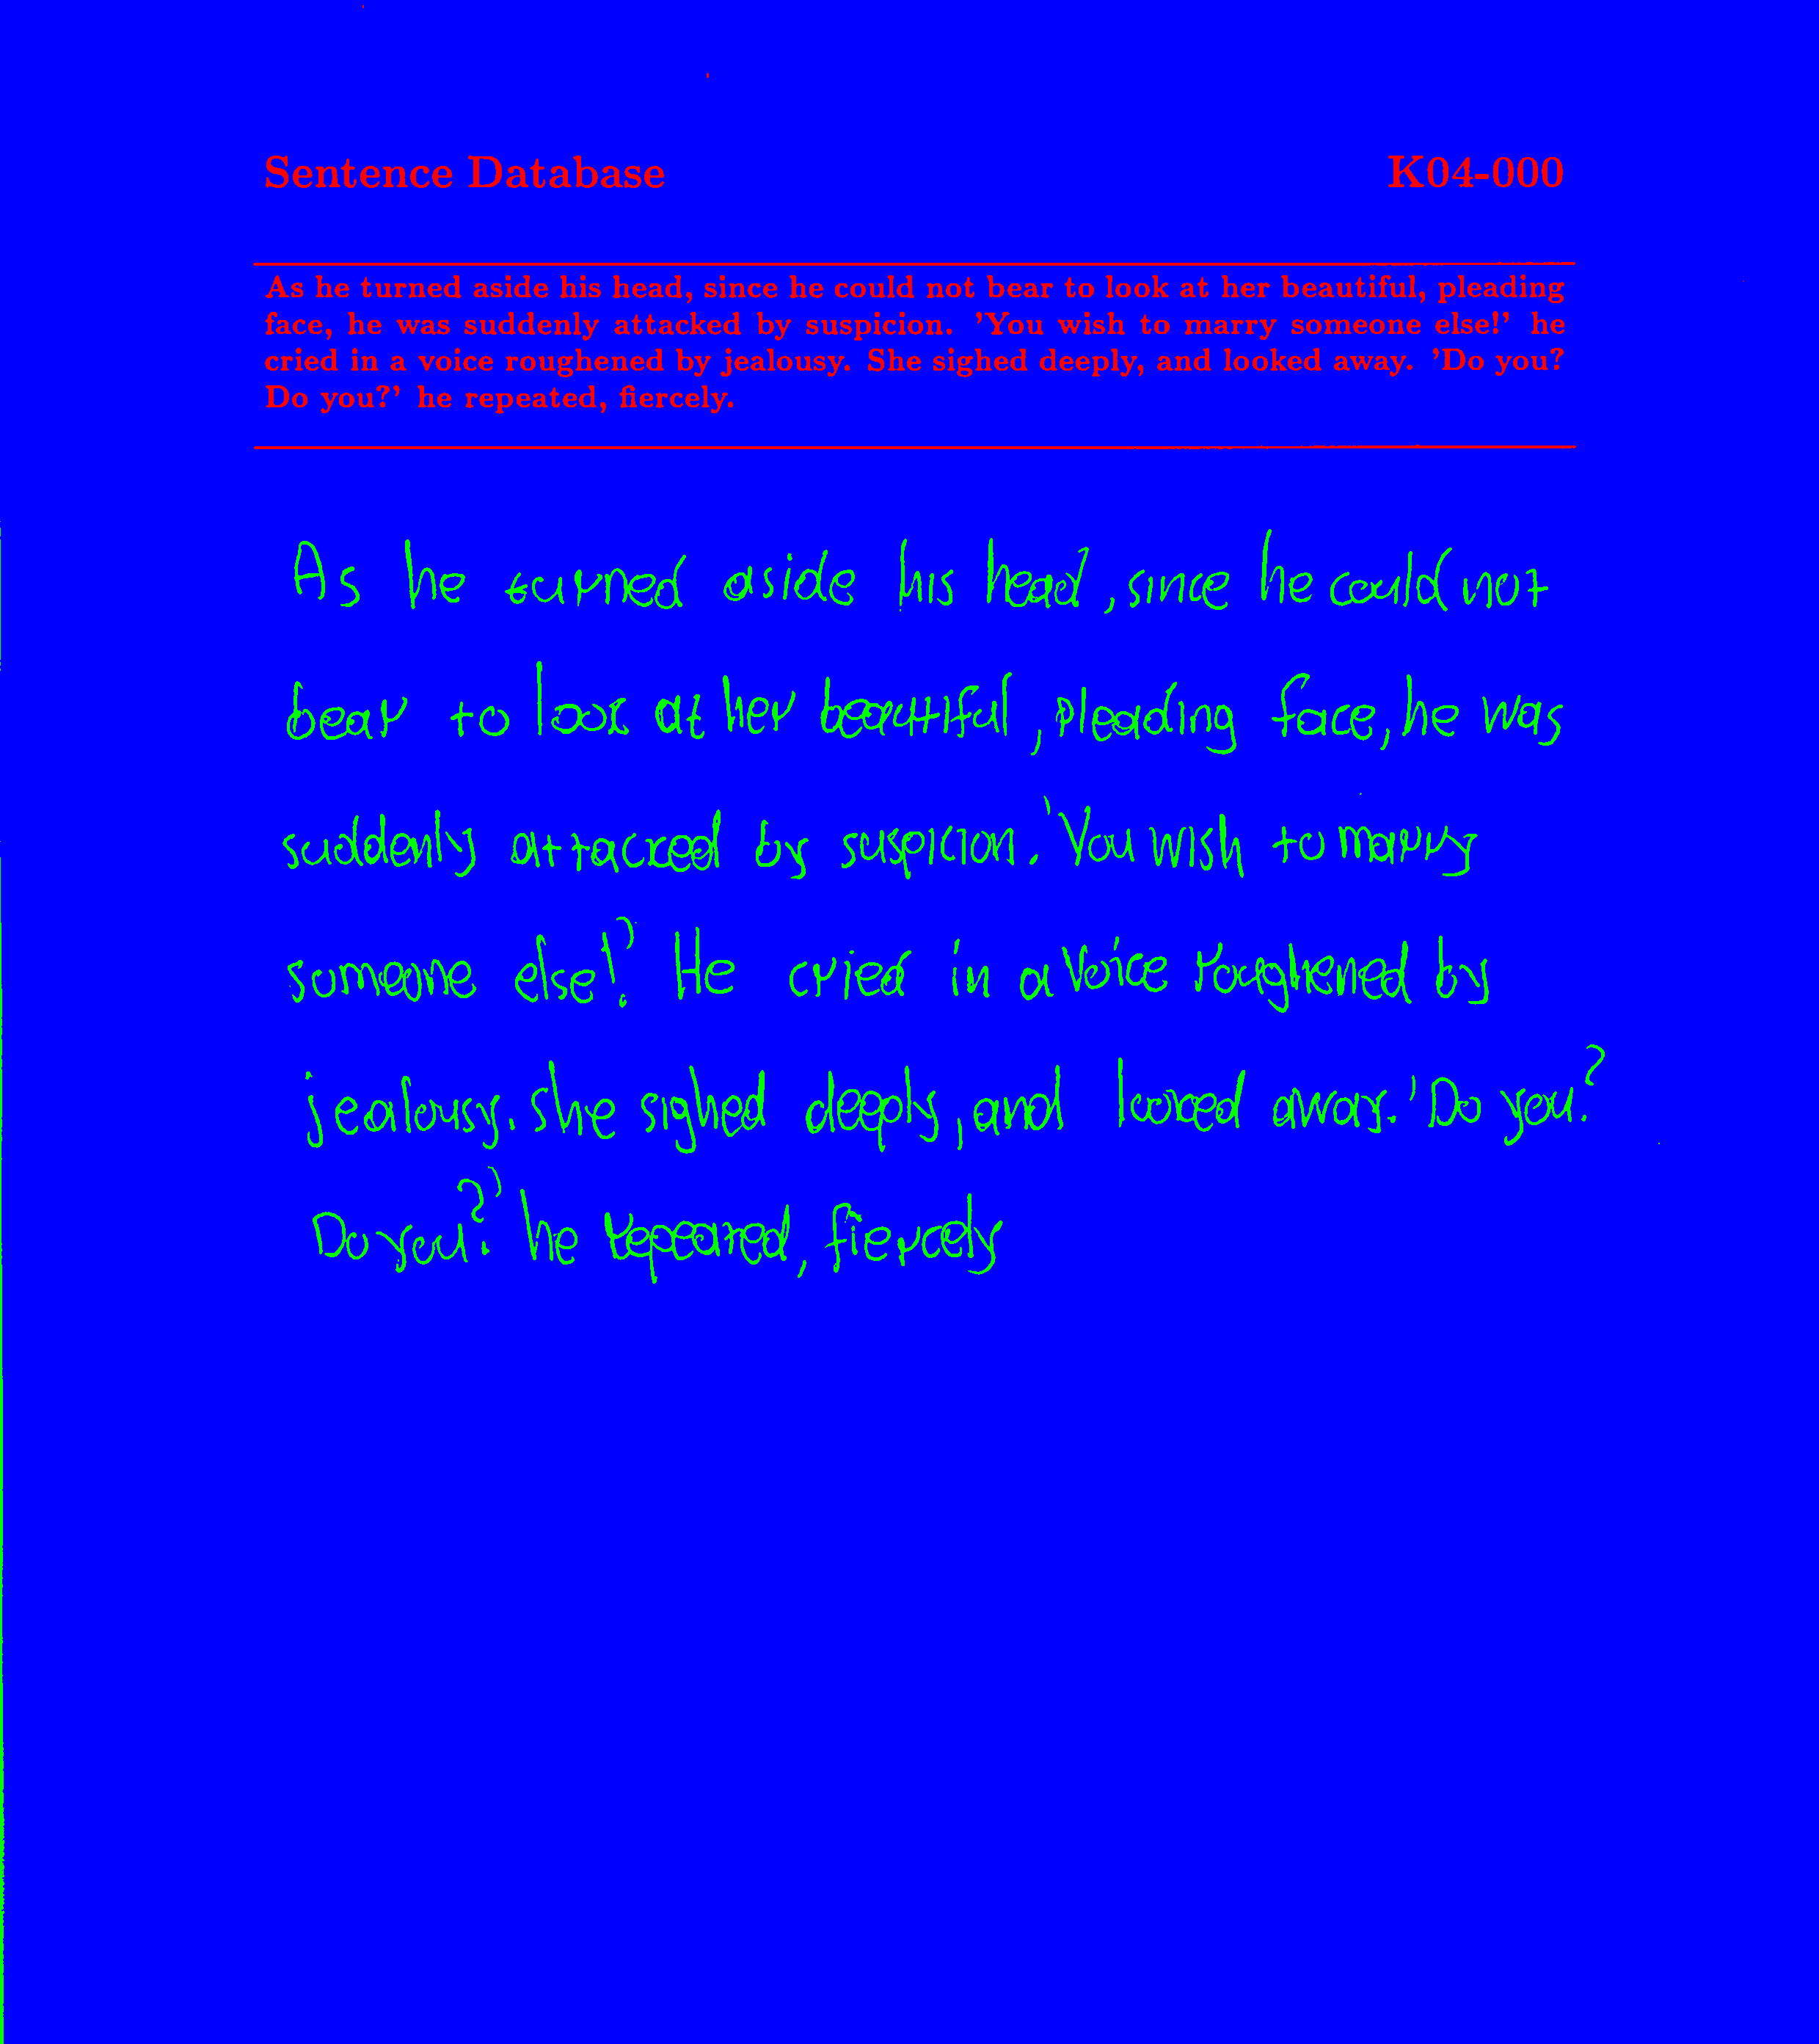 Sentence Database K04-000
As he turned aside his head, since he could not bear to look at her beautiful, pleading
face, he was suddenly attacked by suspicion. 'You wish to marry someone else!' he
cried in a voice roughened by jealousy. She sighed deeply, and looked away. 'Do you?
Do you?' he repeated, fiercely.
As he turned aside his head, since he could not
bear to look at her beautiful, pleading face, he was
suddenly attacked by suspicion. 'You wish to marry
someone else!' He cried in a voice roughened by
jealousy. she sighed deeply, and looked away. 'Do you?
Do you?' he repeated, fiercely